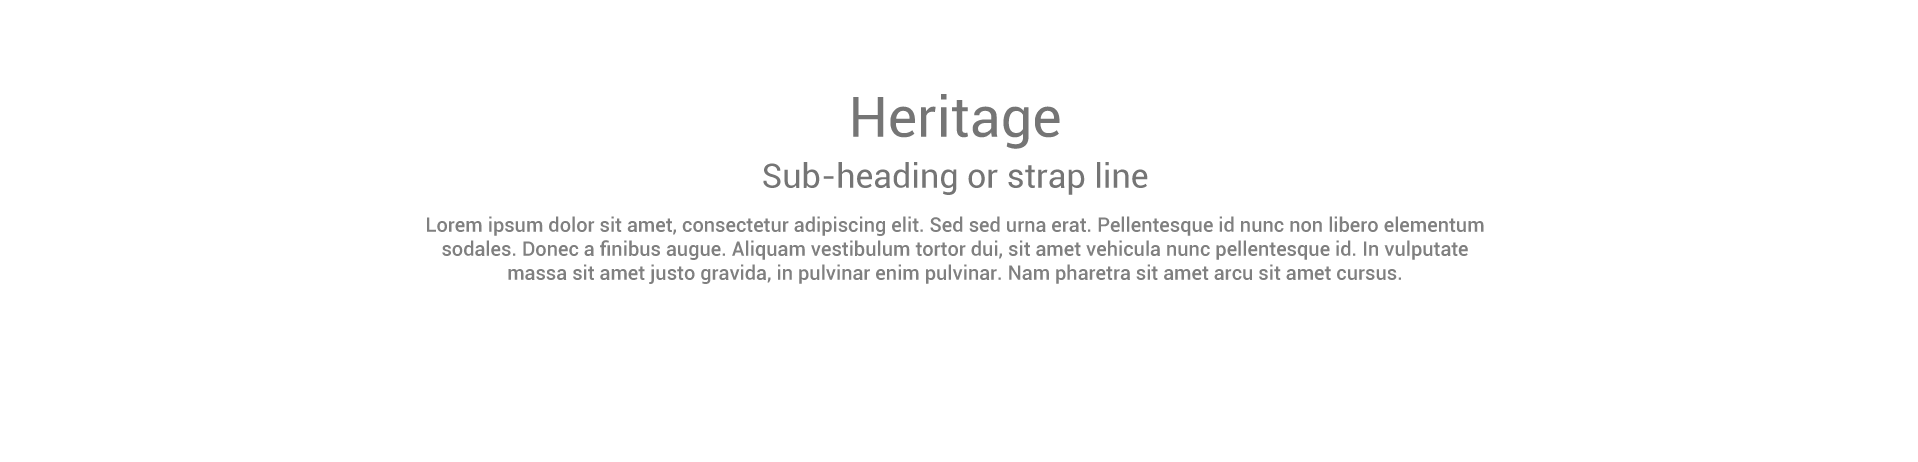 Heritage
Sub-heading or strap line
Lorem ipsum dolor sit amet, consectetur adipiscing elit. Sed sed urna erat. Pellentesque id nunc non libero elementum
sodales. Donec a finibus augue. Aliquam vestibulum tortor dui, sit amet vehicula nunc pellentesque id. In vulputate
massa sit amet justo gravida, in pulvinar enim pulvinar. Nam pharetra sit amet arcu sit amet cursus.